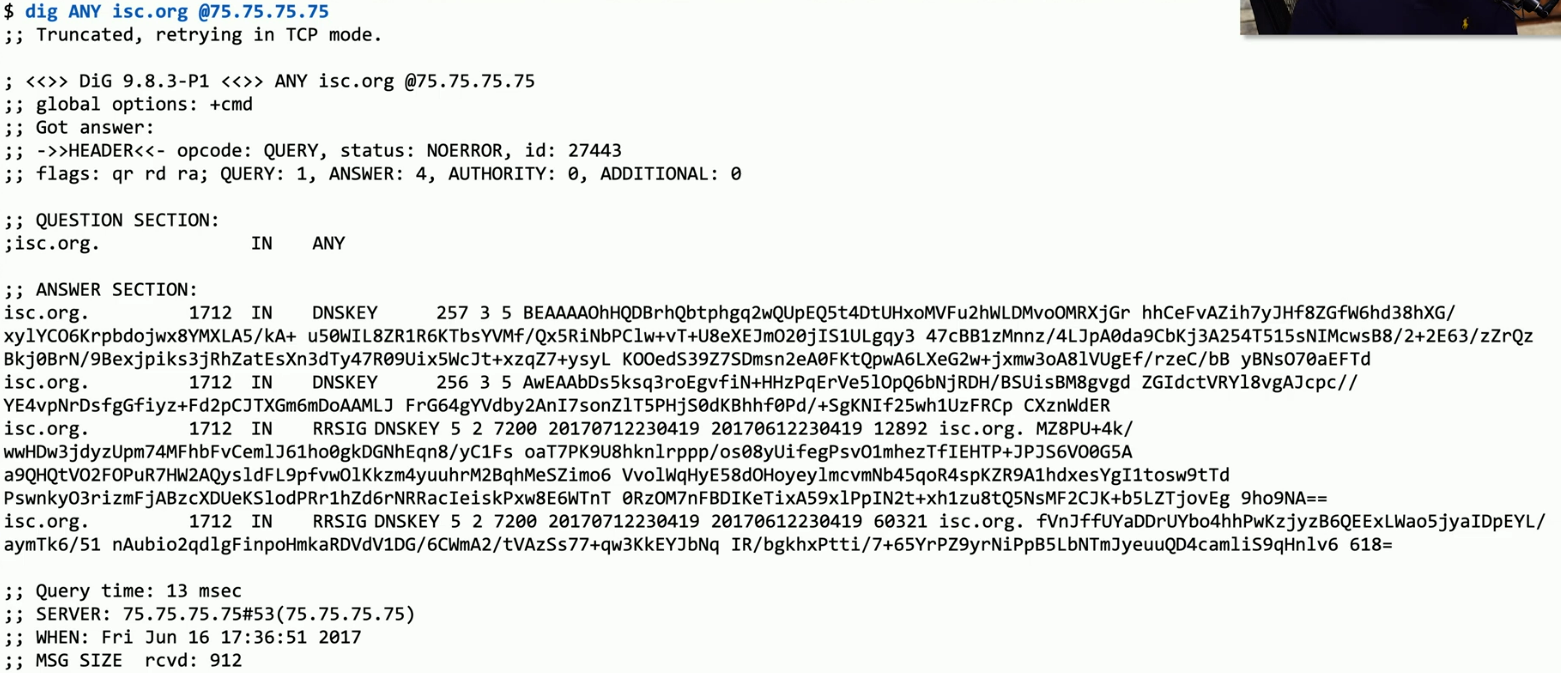 $ dig ANY isc.org @75.75.75.75
;; Truncated, retrying in TCP mode.
; <<>> DiG 9.8.3-P1 <<>> ANY isc.org @75.75.75.75
;; global options: +cmd
;; Got answer:
;; ->>HEADER<<- opcode: QUERY, status: NOERROR, id: 27443
;; flags: qr rd ra; QUERY: 1, ANSWER: 4, AUTHORITY: 0, ADDITIONAL: 0
;; QUESTION SECTION:
;isc.org. IN ANY
;; ANSWER SECTION:
isc.org. 1712 IN DNSKEY 257 3 5 BEAAAAOhHQDBrhQbtphgq2wQUpEQ5t4DtUHxoMVFu2hWLDMvoOMRXjGr hhCeFvAZih7yJHf8ZGfW6hd38hXG/
xylYCO6Krpbdojwx8YMXLA5/kA+ u50WIL8ZR1R6KTbsYVMf/Qx5RiNbPClw+vT+U8eXEJmO20jIS1ULgqy3 47cBB1zMnnz/4LJpA0da9CbKj3A254T515sNIMcwsB8/2+2E63/zZrQz
Bkj0BrN/9Bexjpiks3jRhZatEsXn3dTy47R09Uix5WcJt+xzqZ7+ysyL KOOedS39Z7SDmsn2eA0FKtQpwA6LXeG2w+jxmw3oA8lVUgEf/rzeC/bB yBNsO70aEFTd
isc.org. 1712 IN DNSKEY 256 3 5 AwEAAbDs5ksq3roEgvfiN+HHzPqErVe5lOpQ6bNjRDH/BSUisBM8gvgd ZGIdctVRYl8vgAJcpc//
YE4vpNrDsfgGfiyz+Fd2pCJTXGm6mDoAAMLJ FrG64gYVdby2AnI7sonZlT5PHjS0dKBhhf0Pd/+SgKNIf25wh1UzFRCp CXznWdER
isc.org. 1712 IN RRSIG DNSKEY 5 2 7200 20170712230419 20170612230419 12892 isc.org. MZ8PU+4k/
wwHDw3jdyzUpm74MFhbFvCemlJ61ho0gkDGNhEqn8/yC1Fs oaT7PK9U8hknlrppp/os08yUifegPsvO1mhezTfIEHTP+JPJS6VO0G5A
a9QHQtVO2FOPuR7HW2AQysldFL9pfvwOlKkzm4yuuhrM2BqhMeSZimo6 VvolWqHyE58dOHoyeylmcvmNb45qoR4spKZR9A1hdxesYgI1tosw9tTd
PswnkyO3rizmFjABzcXDUeKSlodPRr1hZd6rNRRacIeiskPxw8E6WTnT 0RzOM7nFBDIKeTixA59xlPpIN2t+xh1zu8tQ5NsMF2CJK+b5LZTjovEg 9ho9NA==
isc.org. 1712 IN RRSIG DNSKEY 5 2 7200 20170712230419 20170612230419 60321 isc.org. fVnJffUYaDDrUYbo4hhPwKzjyzB6QEExLWao5jyaIDpEYL/
aymTk6/51 nAubio2qdlgFinpoHmkaRDVdV1DG/6CWmA2/tVAzSs77+qw3KkEYJbNq IR/bgkhxPtti/7+65YrPZ9yrNiPpB5LbNTmJyeuuQD4camliS9qHnlv6 618=
;; Query time: 13 msec
;; SERVER: 75.75.75.75#53(75.75.75.75)
;; WHEN: Fri Jun 16 17:36:51 2017
;; MSG SIZE rcvd: 912